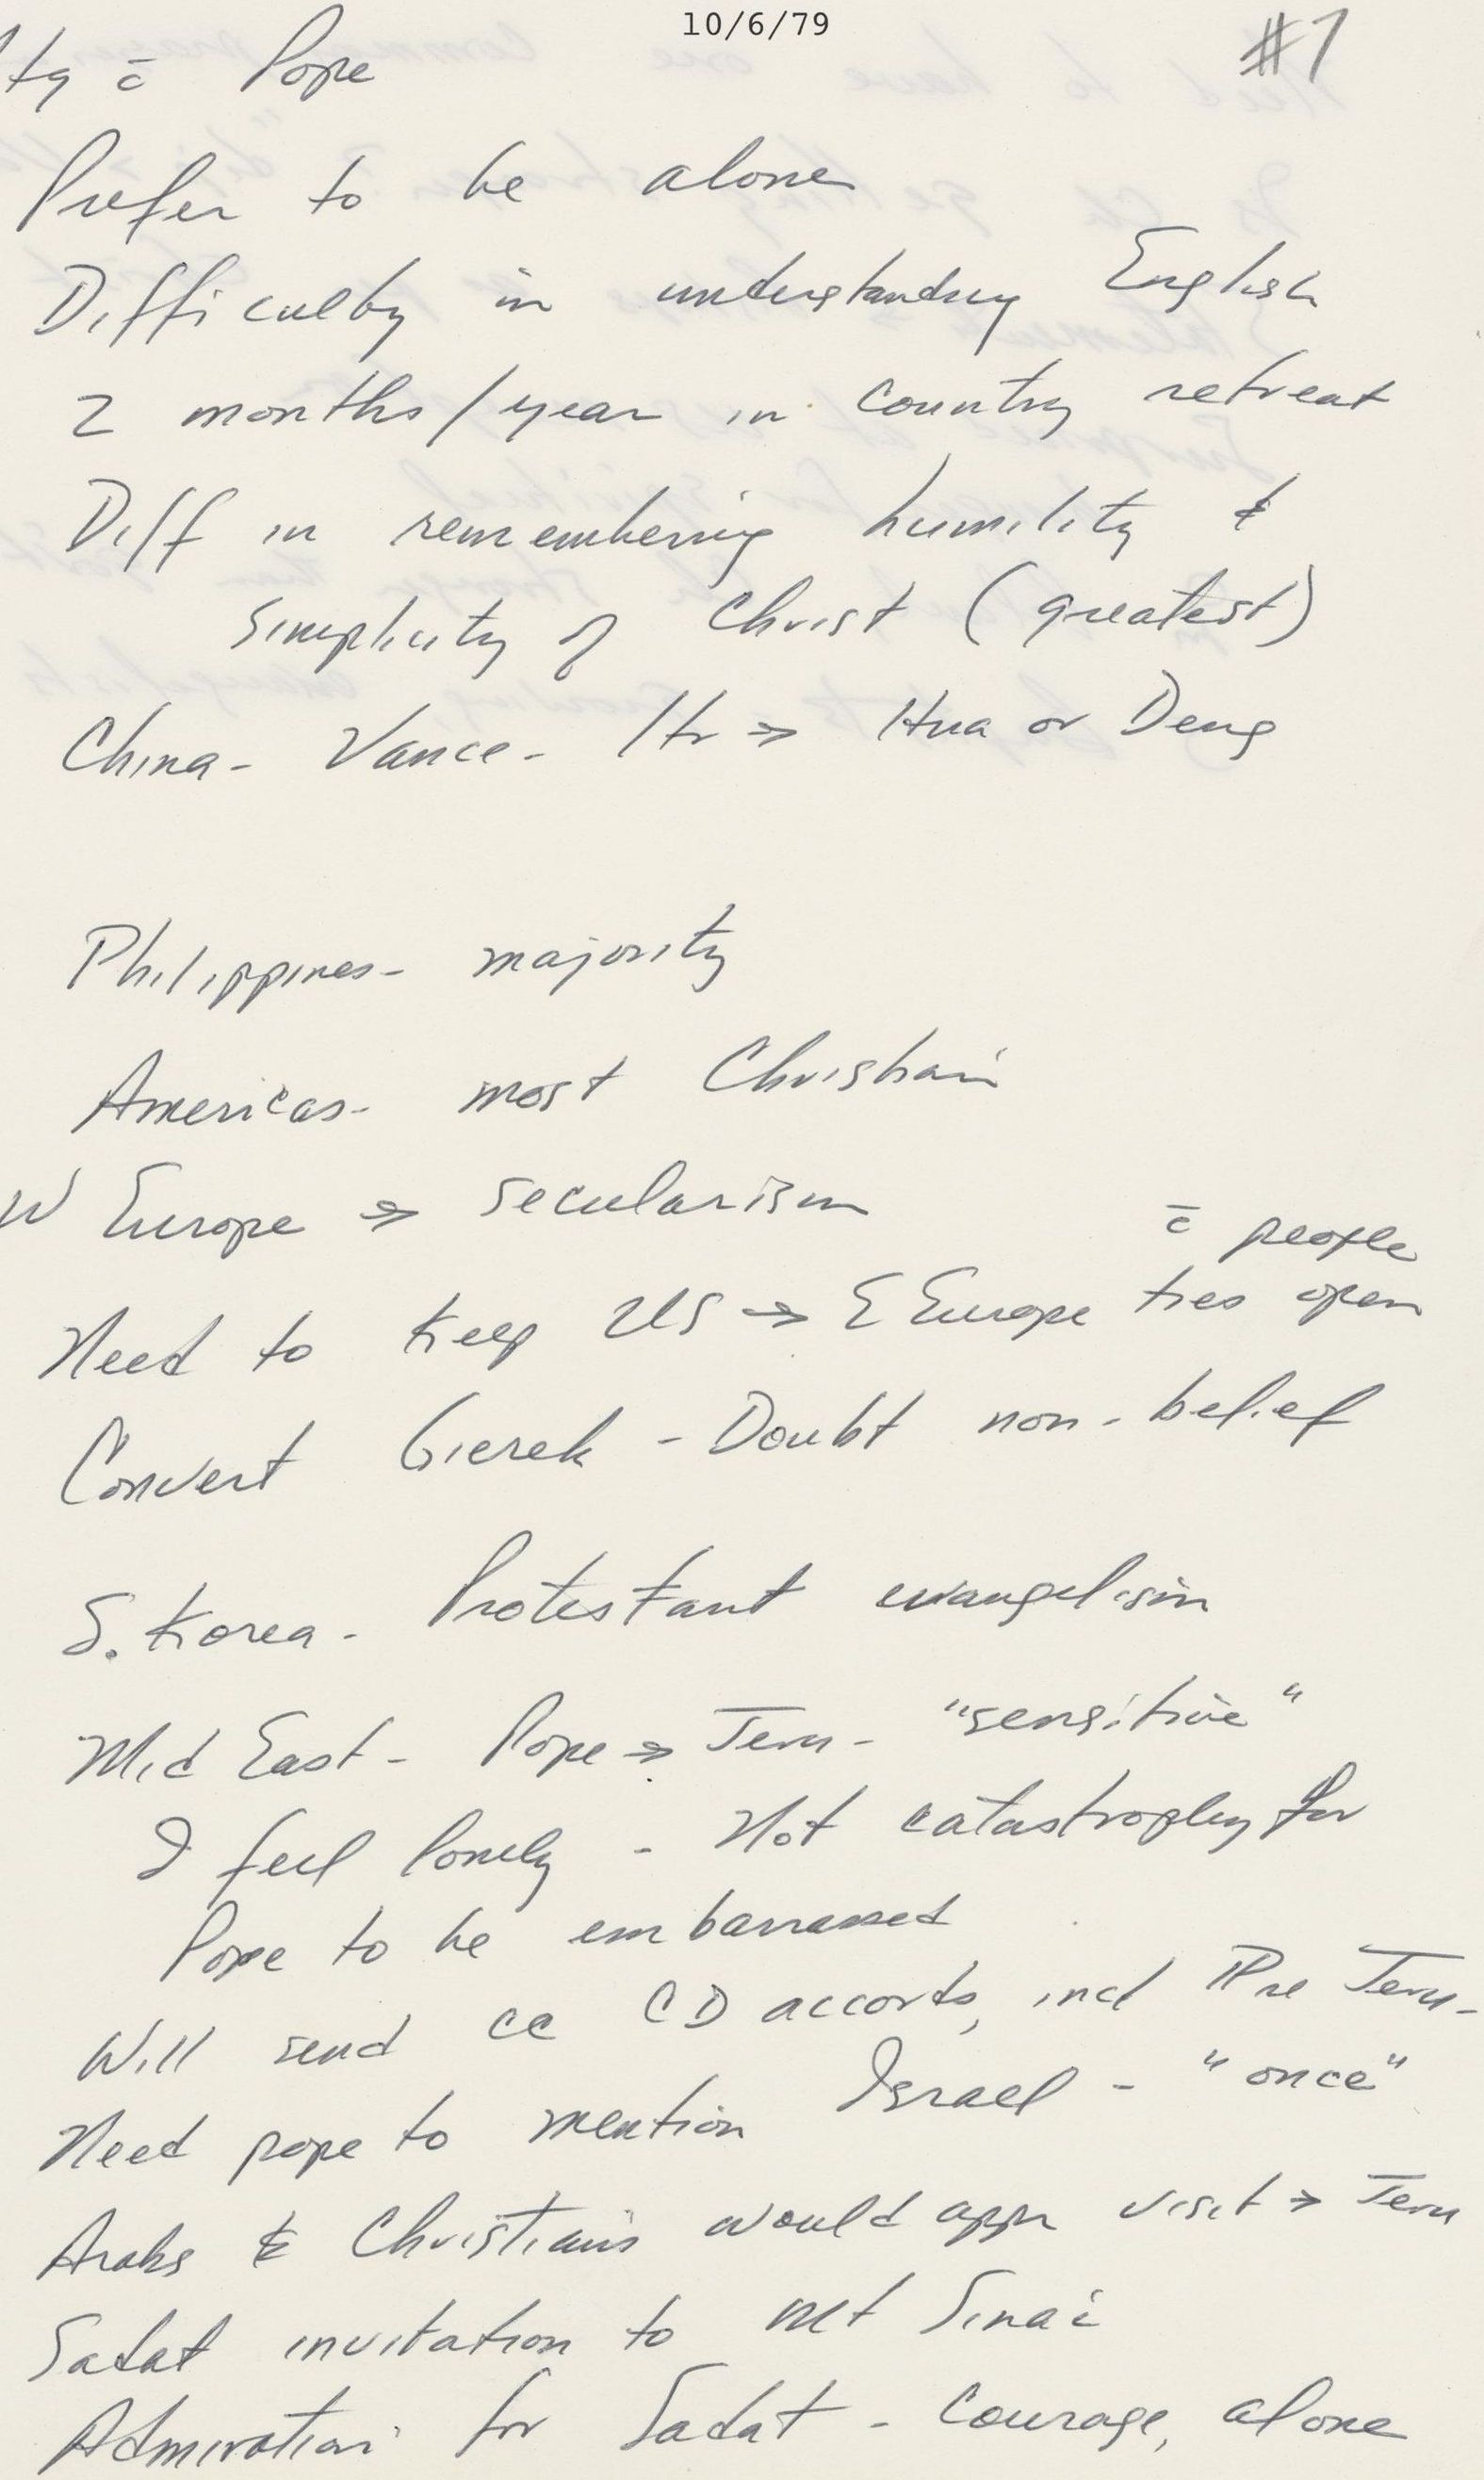 10/6/79
#1
tg c̄ Pope
Prefer to be alone
Difficulty in understanding English
2 months/year in country retreat
Diff in remembering humility &
simplicity of Christ (greatest)
China - Vance - ltr ⇒ Hua or Deng
Philippines - majority
Americas - most Christian
W Europe ⇒ secularism
c̄ people
Need to keep US ⇒ E Europe ties open
Convert Gierek - Doubt non-belief
S. Korea - Protestant evangelism
Mid East - Pope ⇒ Jeru - "sensitive"
I feel lonely - Not catastrophy for
Pope to be embarrassed
Will send cc CD accords, incl re Jeru -
Need pope to mention Israel - "once"
Arabs & Christians would appr visit → Jeru
Sadat invitation to Mt Sinai
Admiration for Sadat - Courage, alone